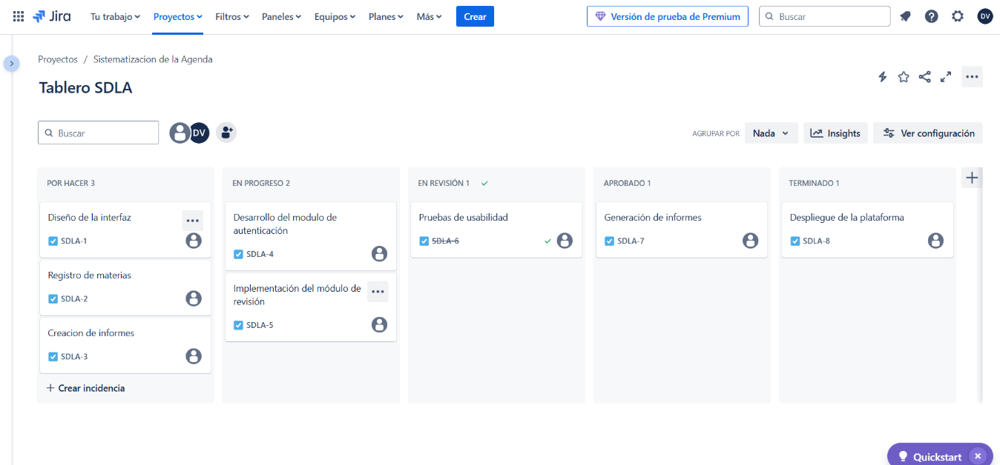 Jira Tu trabajo Proyectos Filtros Paneles Equipos Planes Más Crear Versión de prueba de Premium Buscar DV
Proyectos / Sistematizacion de la Agenda
Tablero SDLA
Buscar DV AGRUPAR POR Nada Insights Ver configuración
POR HACER 3
Diseño de la interfaz
SDLA-1
Registro de materias
SDLA-2
Creacion de informes
SDLA-3
+ Crear incidencia
EN PROGRESO 2
Desarrollo del modulo de
autenticación
SDLA-4
Implementación del módulo de
revisión
SDLA-5
EN REVISIÓN 1
Pruebas de usabilidad
SDLA-6
APROBADO 1
Generación de informes
SDLA-7
TERMINADO 1
Despliegue de la plataforma
SDLA-8
Quickstart